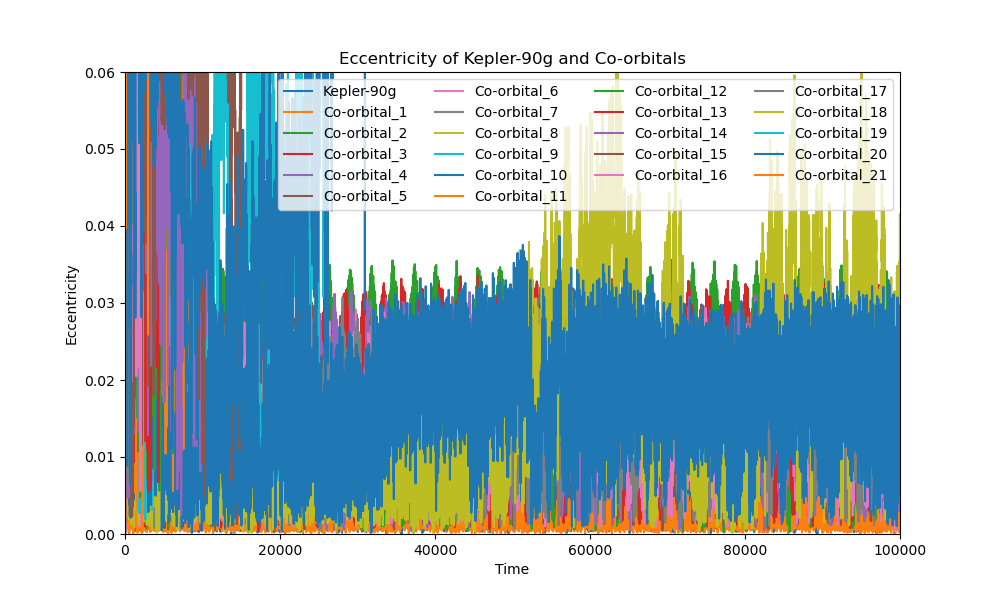 Eccentricity of Kepler-90g and Co-orbitals
0.06
0.05
0.04
0.03
0.02
0.01
0.00
Eccentricity
Kepler-90g
Co-orbital_1
Co-orbital_2
Co-orbital_3
Co-orbital_4
Co-orbital_5
Co-orbital_6
Co-orbital_7
Co-orbital_8
Co-orbital_9
Co-orbital_10
Co-orbital_11
Co-orbital_12
Co-orbital_13
Co-orbital_14
Co-orbital_15
Co-orbital_16
Co-orbital_17
Co-orbital_18
Co-orbital_19
Co-orbital_20
Co-orbital_21
0 20000 40000 60000 80000 100000
Time